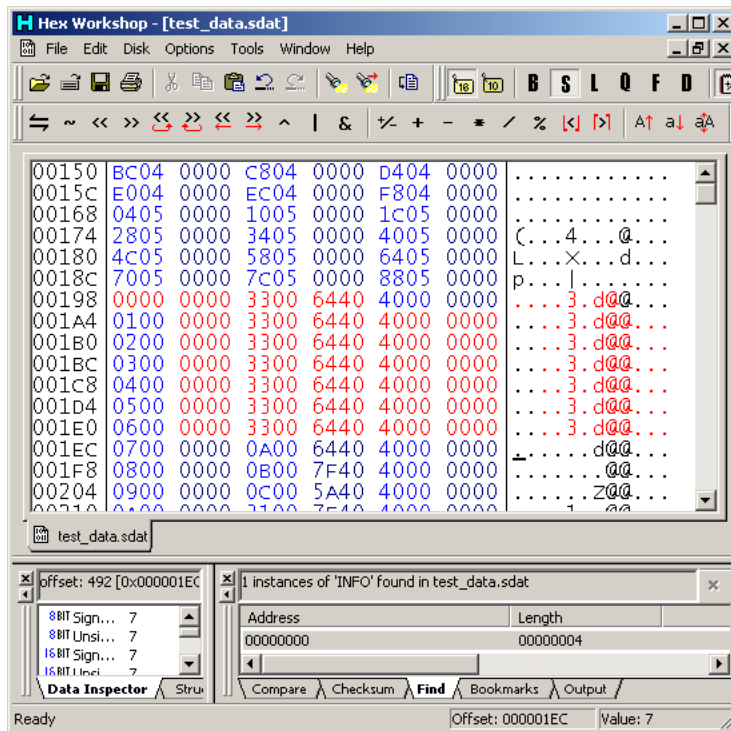 Hex Workshop - [test_data.sdat]
File Edit Disk Options Tools Window Help
16 10 B S L Q F D
~ << >> << >> << >> ^ | & +/- + - * / % A↑ a↓ aA
00150 BC04 0000 C804 0000 D404 0000 ............
0015C E004 0000 EC04 0000 F804 0000 ............
00168 0405 0000 1005 0000 1C05 0000 ............
00174 2805 0000 3405 0000 4005 0000 (...4...@...
00180 4C05 0000 5805 0000 6405 0000 L...X...d...
0018C 7005 0000 7C05 0000 8805 0000 p...|.......
00198 0000 0000 3300 6440 4000 0000 ....3.d@@...
001A4 0100 0000 3300 6440 4000 0000 ....3.d@@...
001B0 0200 0000 3300 6440 4000 0000 ....3.d@@...
001BC 0300 0000 3300 6440 4000 0000 ....3.d@@...
001C8 0400 0000 3300 6440 4000 0000 ....3.d@@...
001D4 0500 0000 3300 6440 4000 0000 ....3.d@@...
001E0 0600 0000 3300 6440 4000 0000 ....3.d@@...
001EC 0700 0000 0A00 6440 4000 0000 ......d@@...
001F8 0800 0000 0B00 7F40 4000 0000 .......@@...
00204 0900 0000 0C00 5A40 4000 0000 ......Z@@...
test_data.sdat
offset: 492 [0x000001EC
1 instances of 'INFO' found in test_data.sdat
8BIT Sign... 7
8BIT Unsi... 7
16BIT Sign... 7
16BIT Unsi... 7
Address Length
00000000 00000004
Data Inspector Stru
Compare Checksum Find Bookmarks Output
Ready Offset: 000001EC Value: 7